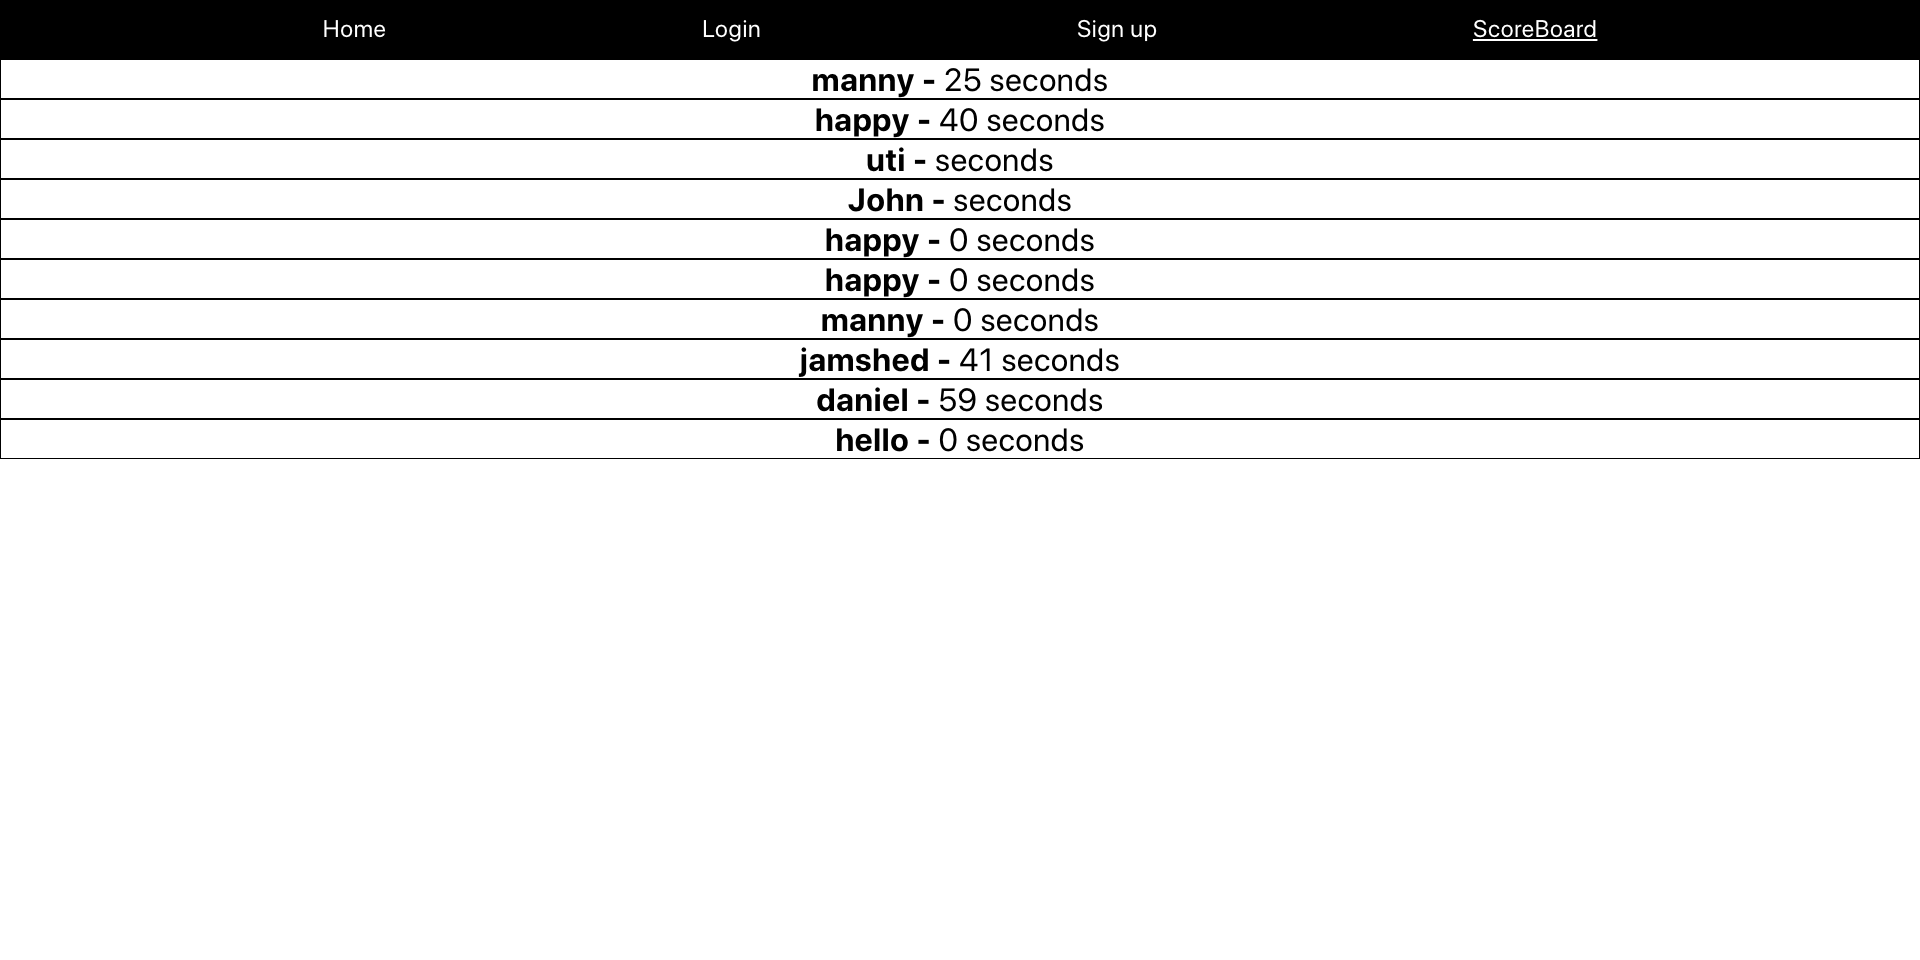 Home Login Sign up ScoreBoard
manny - 25 seconds
happy - 40 seconds
uti - seconds
John - seconds
happy - 0 seconds
happy - 0 seconds
manny - 0 seconds
jamshed - 41 seconds
daniel - 59 seconds
hello - 0 seconds